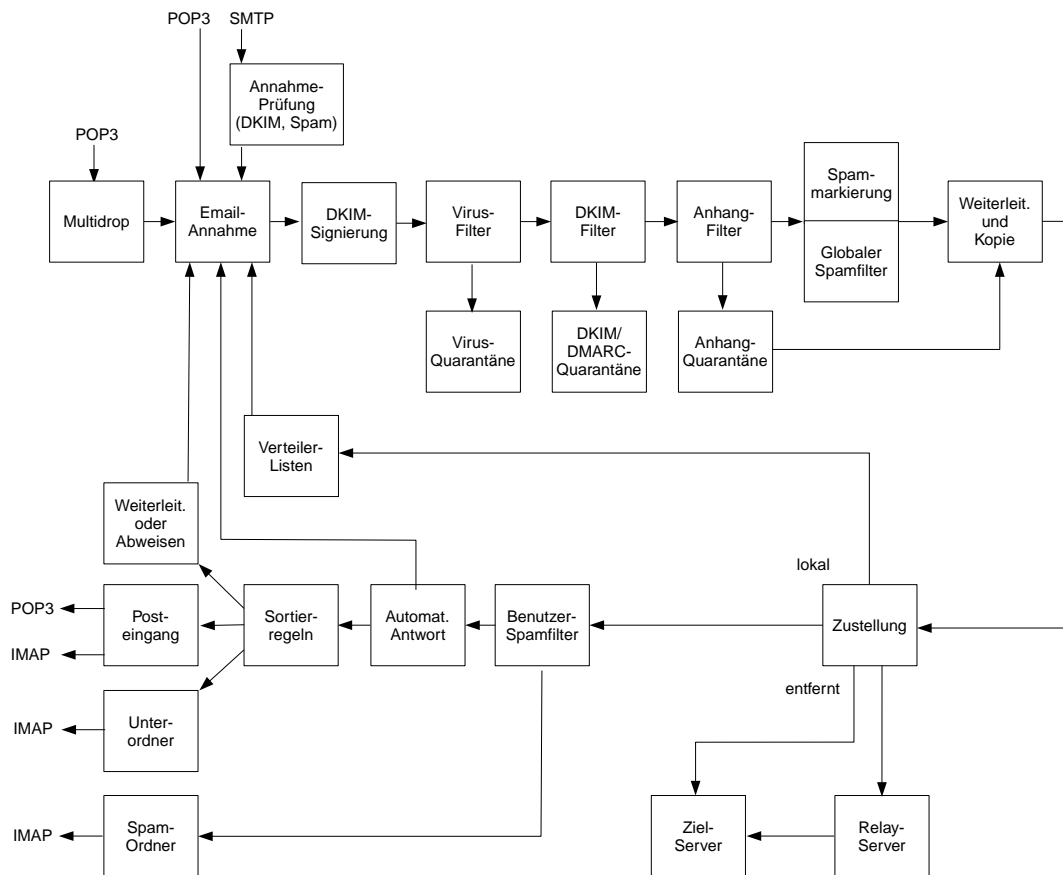 POP3
SMTP
Annahme-
Prüfung
(DKIM, Spam)
POP3
Multidrop
Email-
Annahme
DKIM-
Signierung
Virus-
Filter
DKIM-
Filter
Anhang-
Filter
Spam-
markierung
Globaler
Spamfilter
Weiterleit.
und
Kopie
Virus-
Quarantäne
DKIM/
DMARC-
Quarantäne
Anhang-
Quarantäne
Verteiler-
Listen
Weiterleit.
oder
Abweisen
lokal
POP3
IMAP
Post-
eingang
Sortier-
regeln
Automat.
Antwort
Benutzer-
Spamfilter
Zustellung
entfernt
IMAP
Unter-
ordner
IMAP
Spam-
Ordner
Ziel-
Server
Relay-
Server